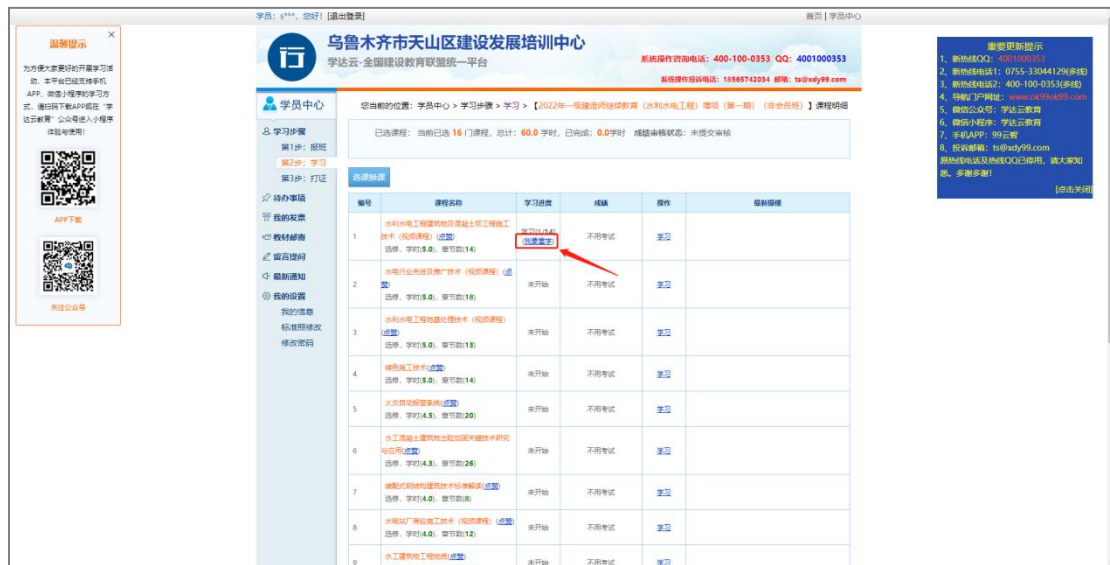 学员：s***，您好! [退出登录]
首页 | 学员中心
温馨提示
×
为方便大家更好的开展学习活
动，本平台已经支持手机
APP、微信小程序的学习方
式，请扫码下载APP或在“学
达云教育”公众号进入小程序
体验与使用!
APP下载
关注公众号
行
乌鲁木齐市天山区建设发展培训中心
学达云-全国建设教育联盟统一平台
系统操作咨询电话：400-100-0353 QQ：4001000353
系统操作投诉电话：18565742034 邮箱：ts@xdy99.com
重要更新提示
1、新热线QQ：4001000353
2、新热线电话1：0755-33044129(多线)
3、新热线电话2：400-100-0353(多线)
4、导航门户网址：www.ok99ok99.com
5、微信公众号：学达云教育
6、微信小程序：学达云教育
7、手机APP：99云智
8、投诉邮箱：ts@xdy99.com
原热线电话及热线QQ已停用，请大家知
悉。多谢多谢!
[点击关闭]
学员中心
学习步骤
第1步：报班
第2步：学习
第3步：打证
待办事项
我的发票
教材邮寄
留言提问
最新通知
我的设置
我的信息
标准照修改
修改密码
您当前的位置：学员中心 > 学习步骤 > 学习 > 【2022年一级建造师继续教育（水利水电工程）增项（第一期）（非会员班）】课程明细
已选课程： 当前已选 16 门课程，总计：60.0 学时，已完成：0.0学时 成绩审核状态：未提交审核
选课换课
编号 课程名称 学习进度 成绩 操作 最新摄像
1 水利水电工程建筑物及混凝土坝工程施工
技术（视频课程）(点赞)
选修，学时(5.0)，章节数(14)
学习(1/14)
(我要重学)
不用考试 学习
2 水电行业先进及推广技术（视频课程）(点
赞)
选修，学时(5.0)，章节数(18)
未开始 不用考试 学习
3 水利水电工程地基处理技术（视频课程）
(点赞)
选修，学时(5.0)，章节数(13)
未开始 不用考试 学习
4 绿色施工技术(点赞)
选修，学时(5.0)，章节数(14)
未开始 不用考试 学习
5 火灾自动报警系统(点赞)
选修，学时(4.5)，章节数(20)
未开始 不用考试 学习
6 水工混凝土建筑物出险加固关键技术研究
与应用(点赞)
选修，学时(4.3)，章节数(26)
未开始 不用考试 学习
7 装配式钢结构建筑技术标准解读(点赞)
选修，学时(4.0)，章节数(8)
未开始 不用考试 学习
8 水电站厂房设施工技术（视频课程）(点赞)
选修，学时(4.0)，章节数(12)
未开始 不用考试 学习
9 水工建筑物工程地质(点赞)
未开始 不用考试 学习